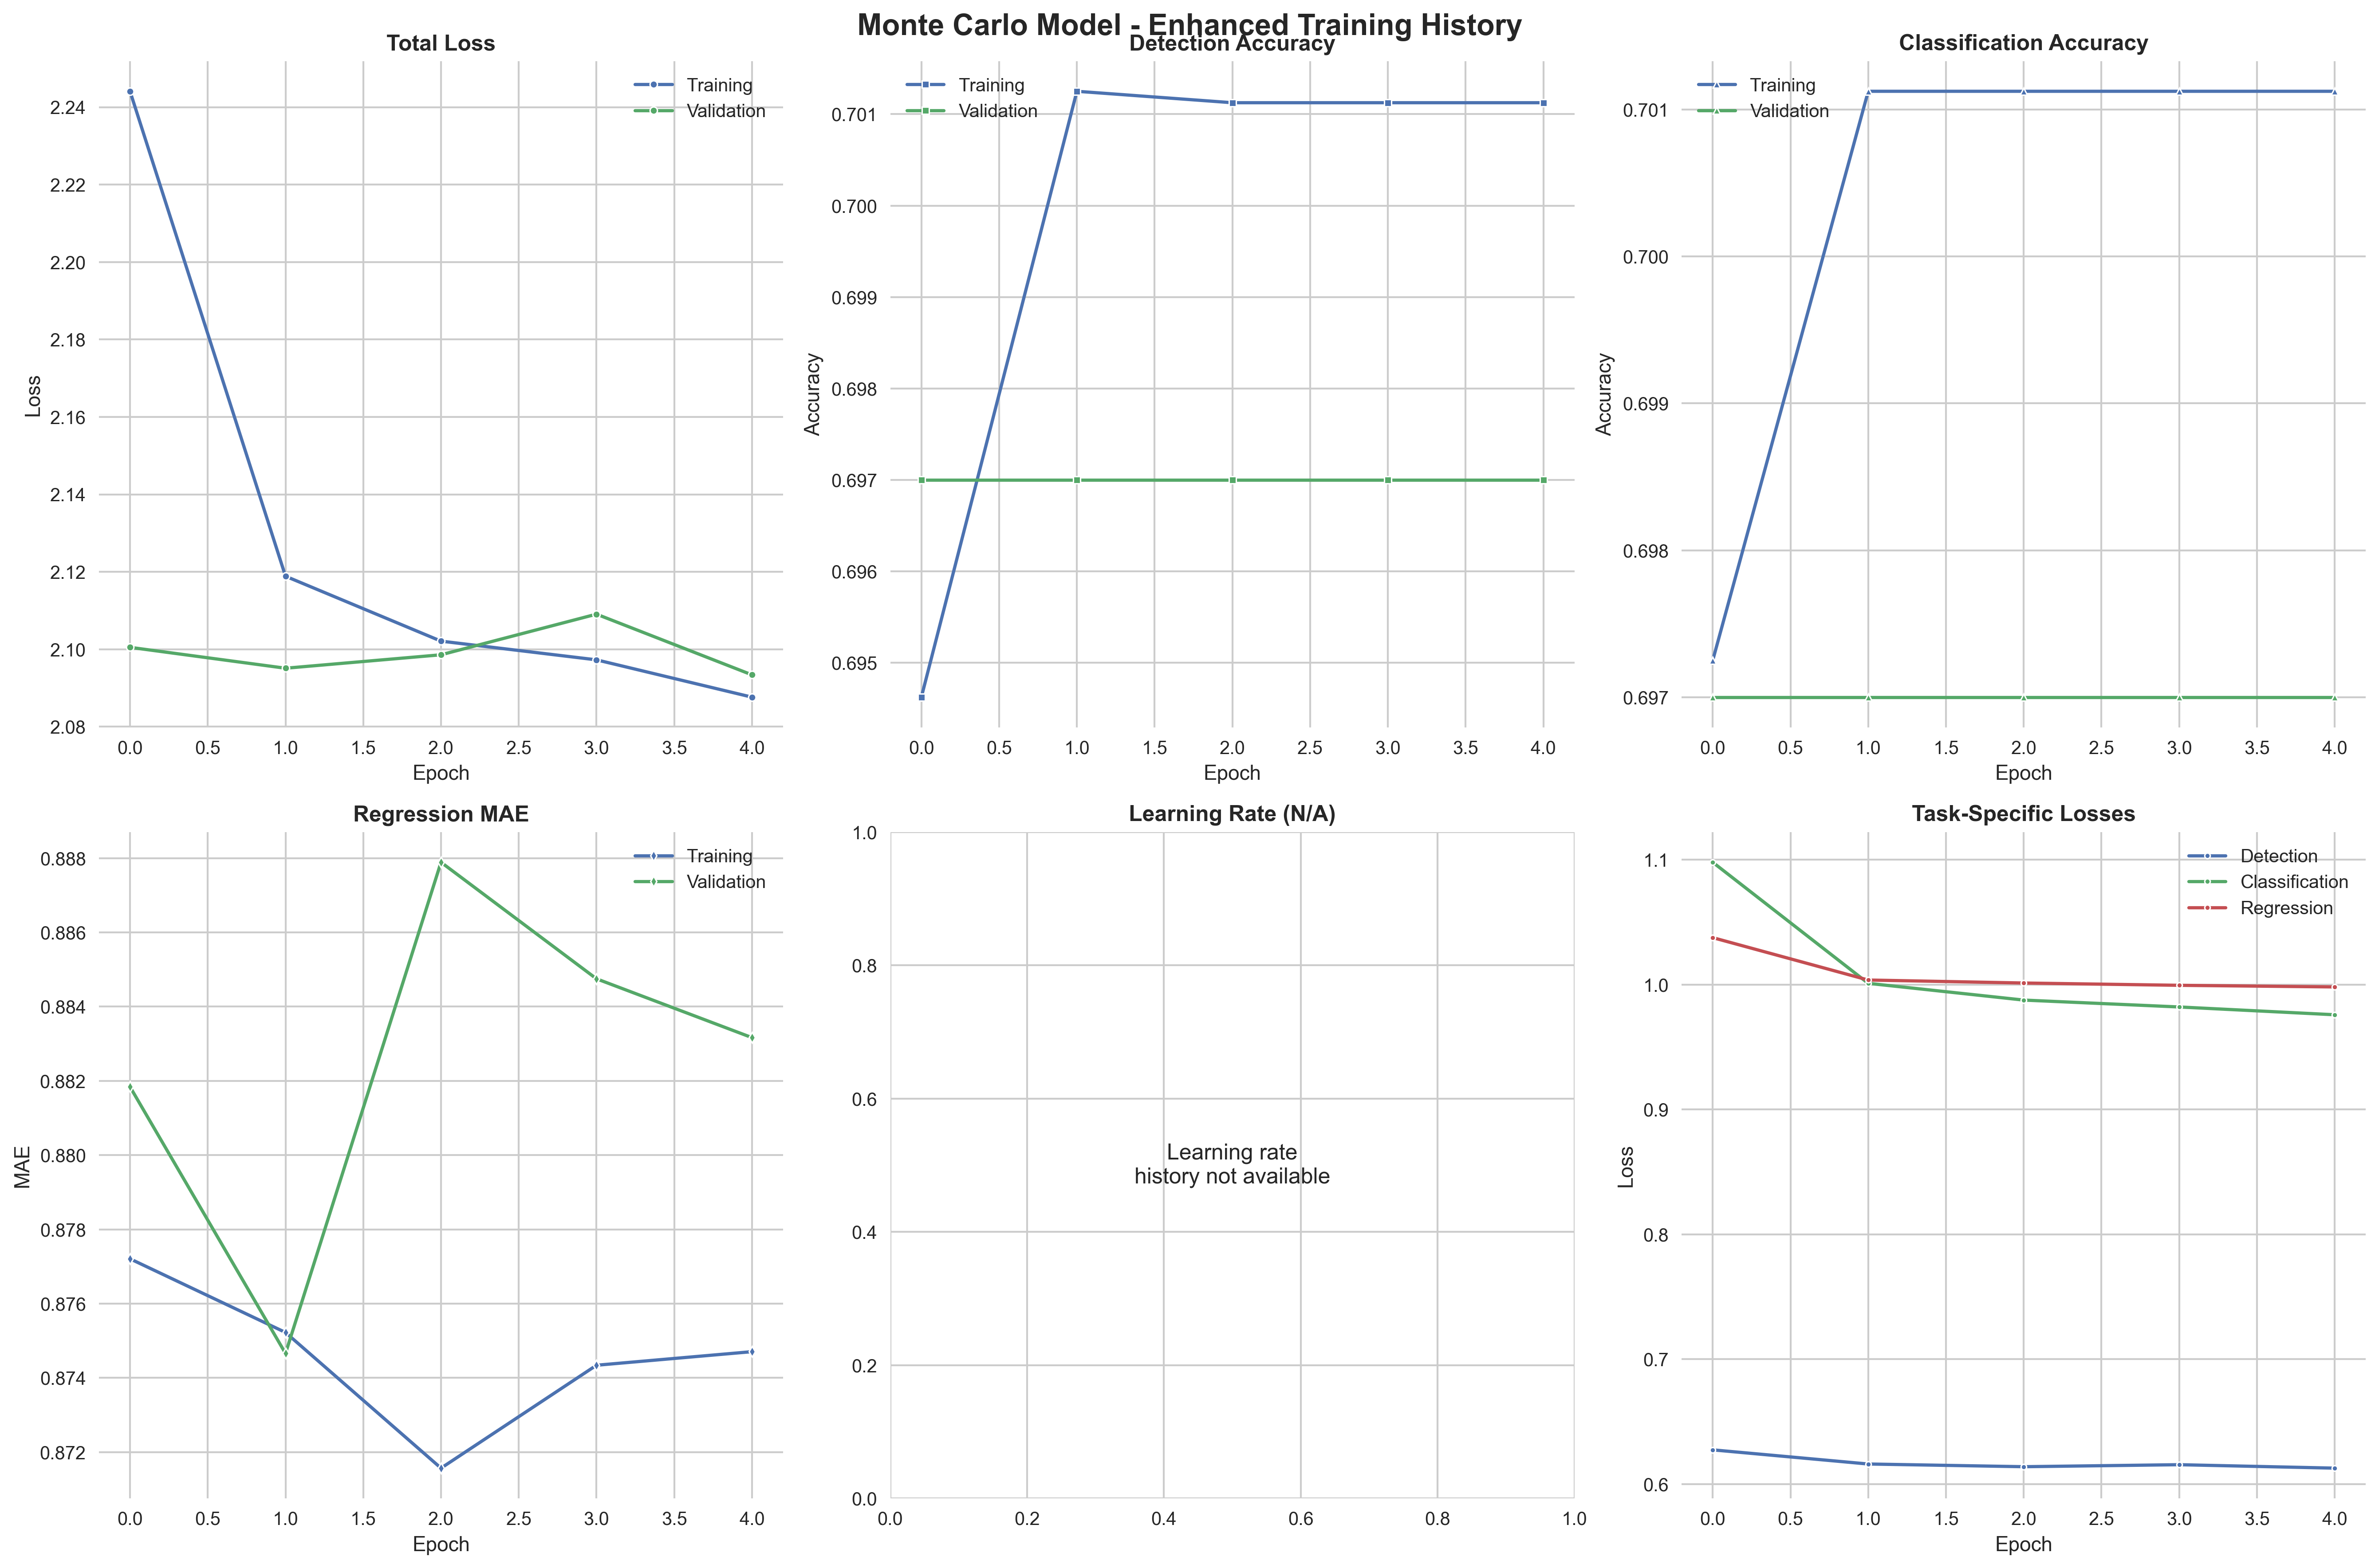 Monte Carlo Model - Enhanced Training History
Total Loss
Training
Validation
2.24
2.22
2.20
2.18
2.16
2.14
2.12
2.10
2.08
Loss
0.0 0.5 1.0 1.5 2.0 2.5 3.0 3.5 4.0
Epoch
Detection Accuracy
Training
Validation
0.701
0.700
0.699
0.698
0.697
0.696
0.695
Accuracy
0.0 0.5 1.0 1.5 2.0 2.5 3.0 3.5 4.0
Epoch
Classification Accuracy
Training
Validation
0.701
0.700
0.699
0.698
0.697
Accuracy
0.0 0.5 1.0 1.5 2.0 2.5 3.0 3.5 4.0
Epoch
Regression MAE
Training
Validation
0.888
0.886
0.884
0.882
0.880
0.878
0.876
0.874
0.872
MAE
0.0 0.5 1.0 1.5 2.0 2.5 3.0 3.5 4.0
Epoch
Learning Rate (N/A)
1.0
0.8
0.6
0.4
0.2
0.0
Learning rate
history not available
0.0 0.2 0.4 0.6 0.8 1.0
Task-Specific Losses
Detection
Classification
Regression
1.1
1.0
0.9
0.8
0.7
0.6
Loss
0.0 0.5 1.0 1.5 2.0 2.5 3.0 3.5 4.0
Epoch